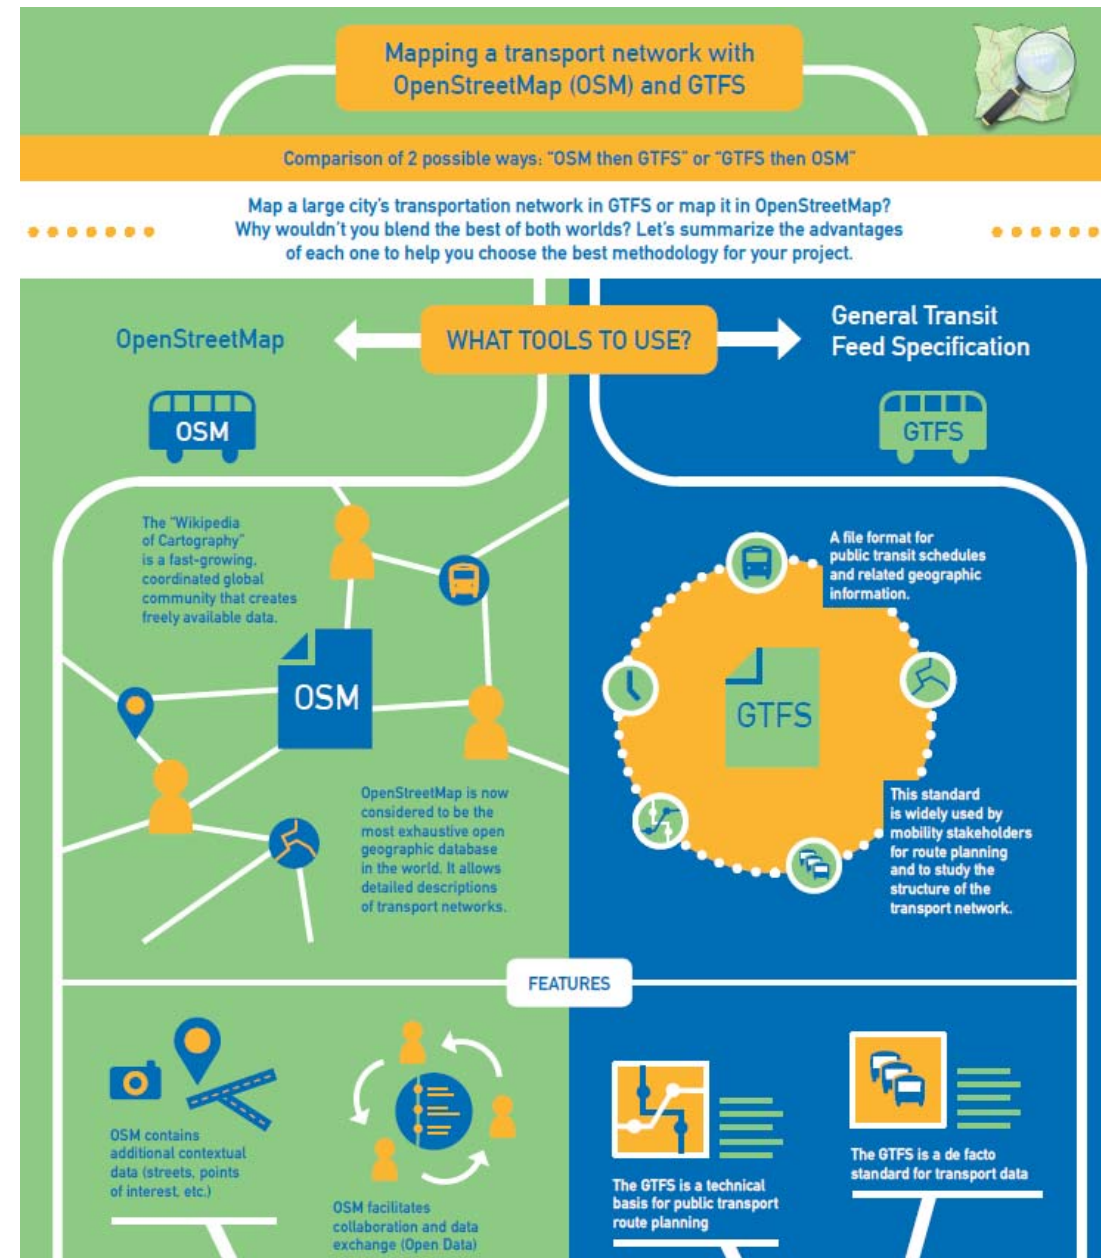 Mapping a transport network with
OpenStreetMap (OSM) and GTFS
Comparison of 2 possible ways: "OSM then GTFS" or "GTFS then OSM"
Map a large city's transportation network in GTFS or map it in OpenStreetMap?
Why wouldn't you blend the best of both worlds? Let's summarize the advantages
of each one to help you choose the best methodology for your project.
OpenStreetMap
WHAT TOOLS TO USE?
General Transit
Feed Specification
OSM
GTFS
The "Wikipedia
of Cartography"
is a fast-growing,
coordinated global
community that creates
freely available data.
OSM
OpenStreetMap is now
considered to be the
most exhaustive open
geographic database
in the world. It allows
detailed descriptions
of transport networks.
A file format for
public transit schedules
and related geographic
information.
GTFS
This standard
is widely used by
mobility stakeholders
for route planning
and to study the
structure of the
transport network.
FEATURES
OSM contains
additional contextual
data (streets, points
of interest, etc.)
OSM facilitates
collaboration and data
exchange (Open Data)
The GTFS is a technical
basis for public transport
route planning
The GTFS is a de facto
standard for transport data